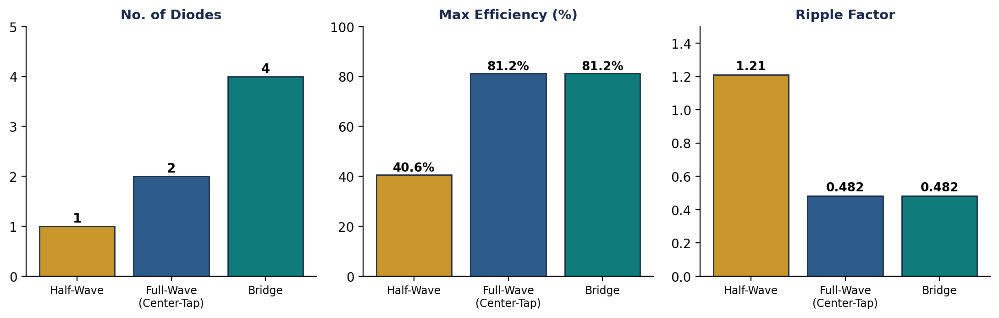 No. of Diodes
5
4
3
2
1
0
1
2
4
Half-Wave
Full-Wave
(Center-Tap)
Bridge
Max Efficiency (%)
100
80
60
40
20
0
40.6%
81.2%
81.2%
Half-Wave
Full-Wave
(Center-Tap)
Bridge
Ripple Factor
1.4
1.2
1.0
0.8
0.6
0.4
0.2
0.0
1.21
0.482
0.482
Half-Wave
Full-Wave
(Center-Tap)
Bridge